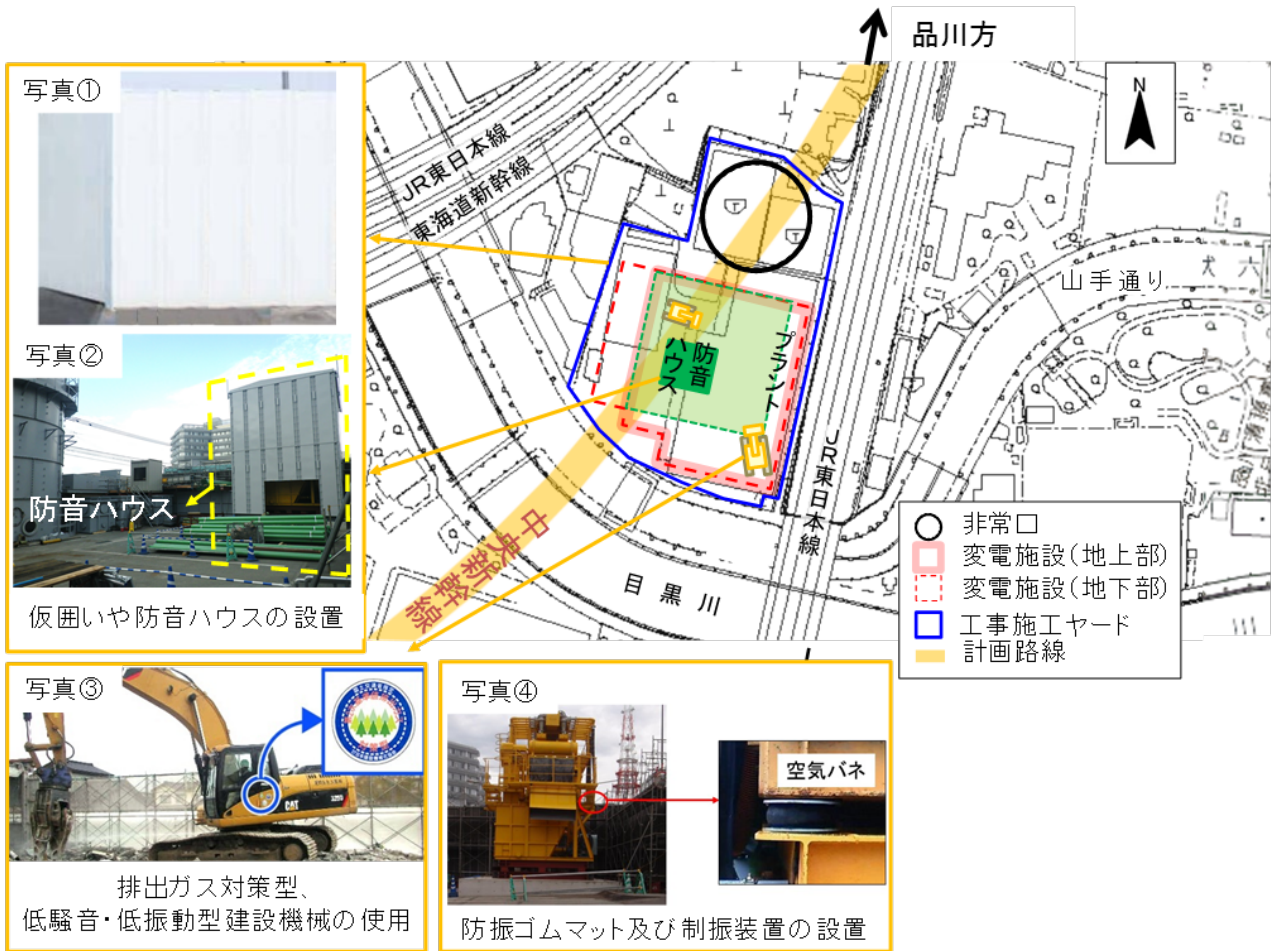 品川方
写真①
写真②
防音ハウス
仮囲いや防音ハウスの設置
JR東日本線
東海道新幹線
N
山手通り
六
犬
プラント
防音
ハウス
JR東日本線
中央新幹線
目黒川
非常口
変電施設(地上部)
変電施設(地下部)
工事施工ヤード
計画路線
写真③
CAT
排出ガス対策型、
低騒音・低振動型建設機械の使用
写真④
空気バネ
防振ゴムマット及び制振装置の設置